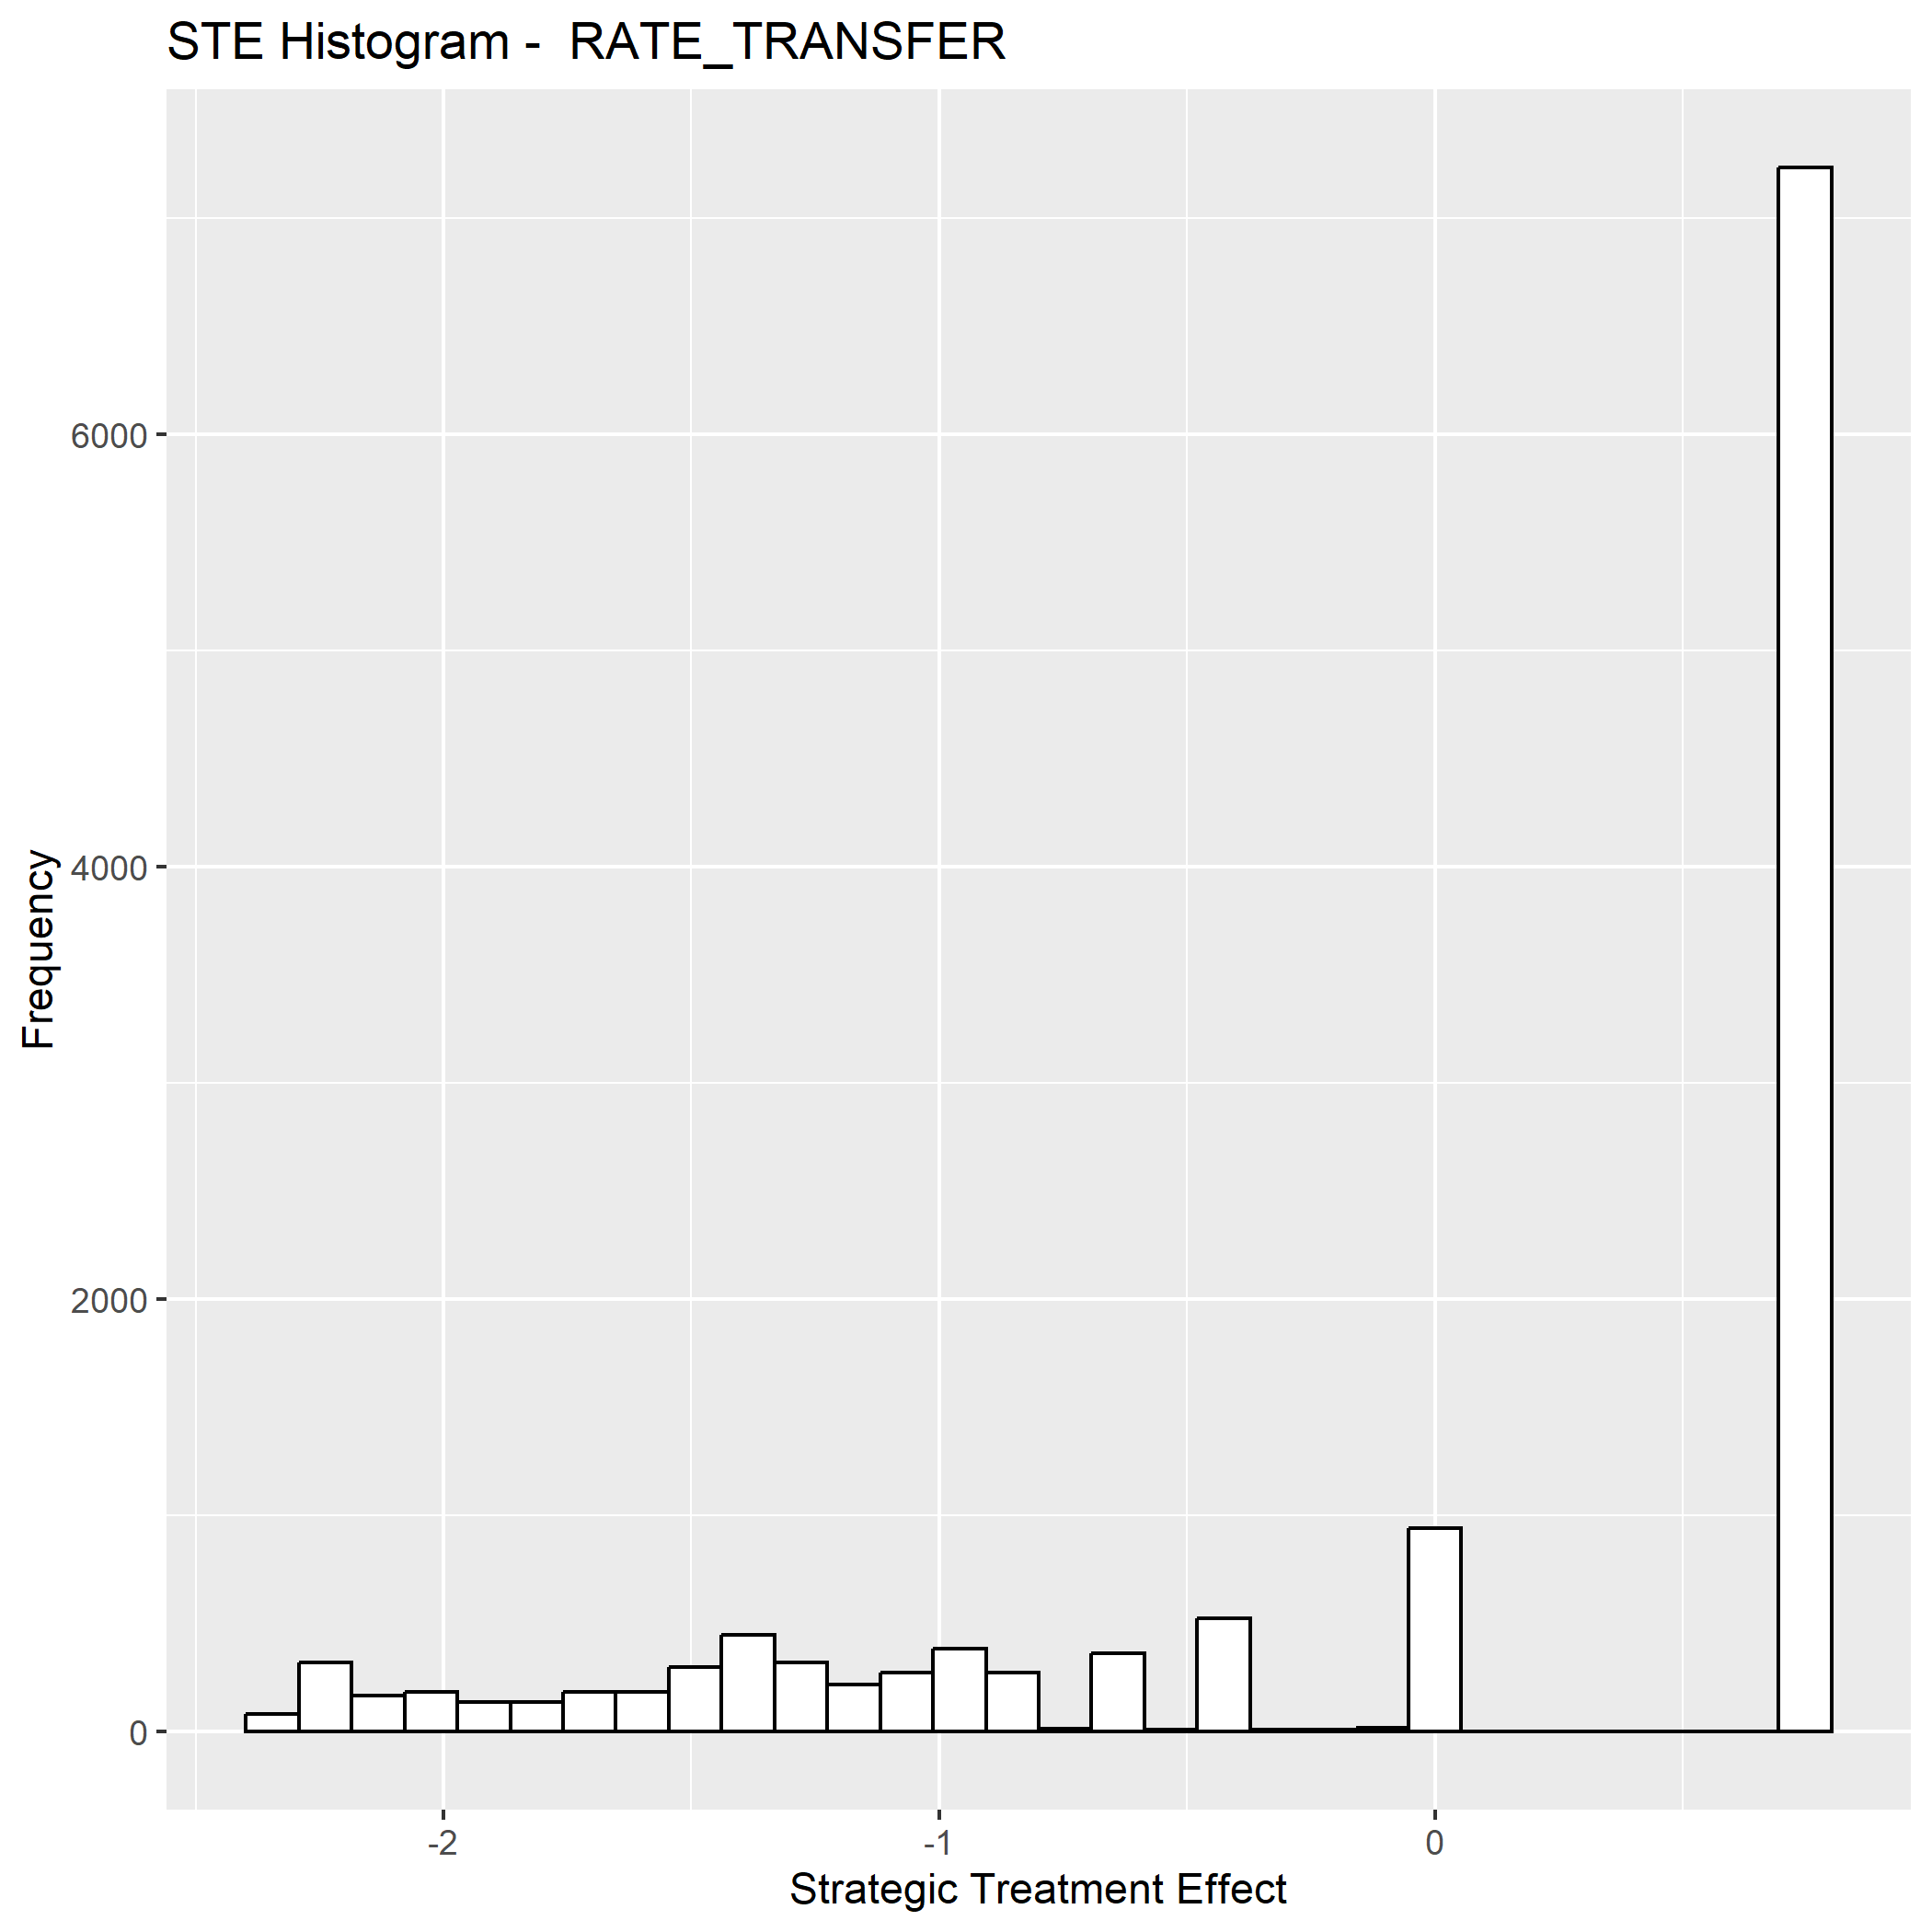 STE Histogram -  RATE_TRANSFER
Frequency
6000
4000
2000
0
-2
-1
0
Strategic Treatment Effect